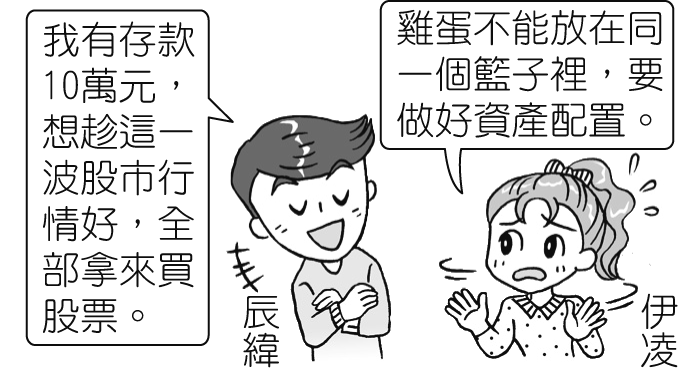 我有存款
10萬元，
想趁這一
波股市行
情好，全
部拿來買
股票。
雞蛋不能放在同
一個籃子裡，要
做好資產配置。
辰緯
伊凌